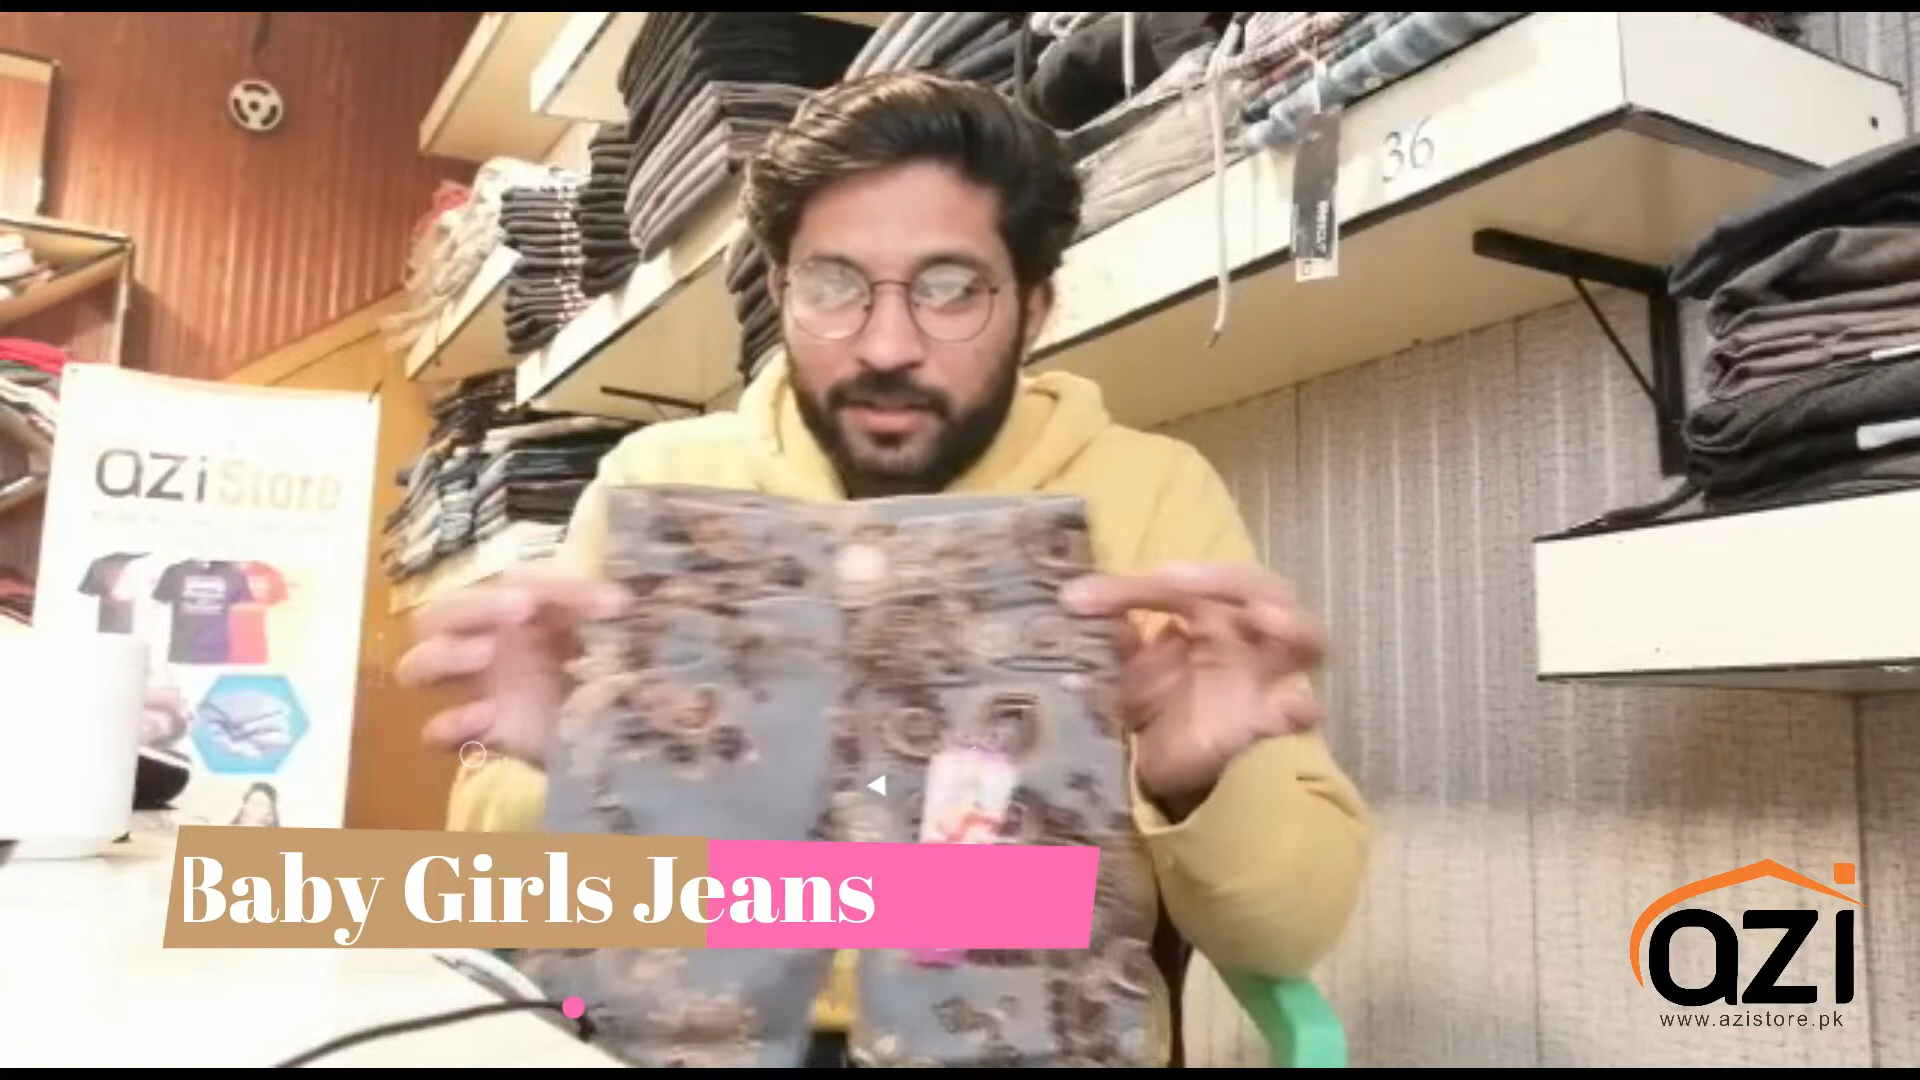 36
azi Store
Baby Girls Jeans
azi
www.azistore.pk